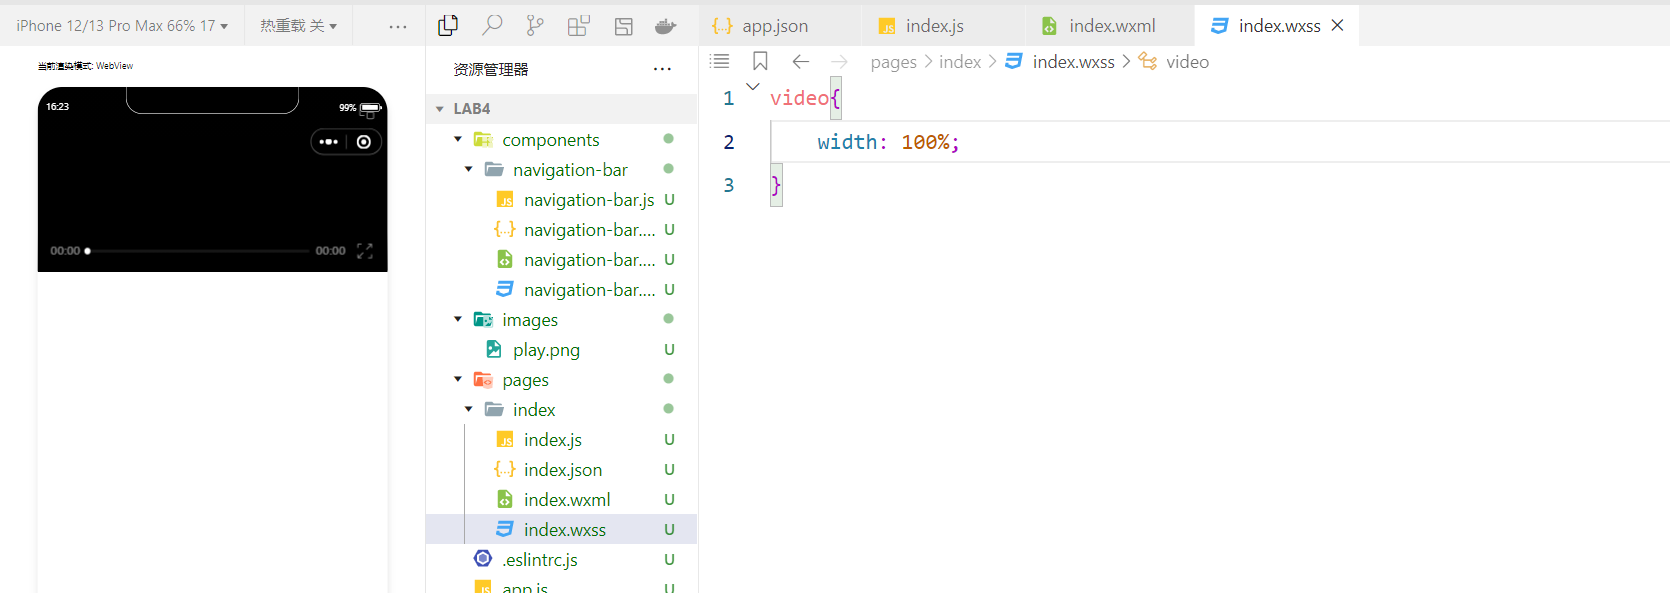 iPhone 12/13 Pro Max 66% 17
热重载 关
当前渲染模式: WebView
16:23
99%
00:00
00:00
资源管理器
LAB4
components
navigation-bar
navigation-bar.js U
navigation-bar.... U
navigation-bar.... U
navigation-bar.... U
images
play.png U
pages
index
index.js U
index.json U
index.wxml U
index.wxss U
.eslintrc.js U
app.js U
app.json
index.js
index.wxml
index.wxss
pages > index > index.wxss > video
1 video{
2 width: 100%;
3 }